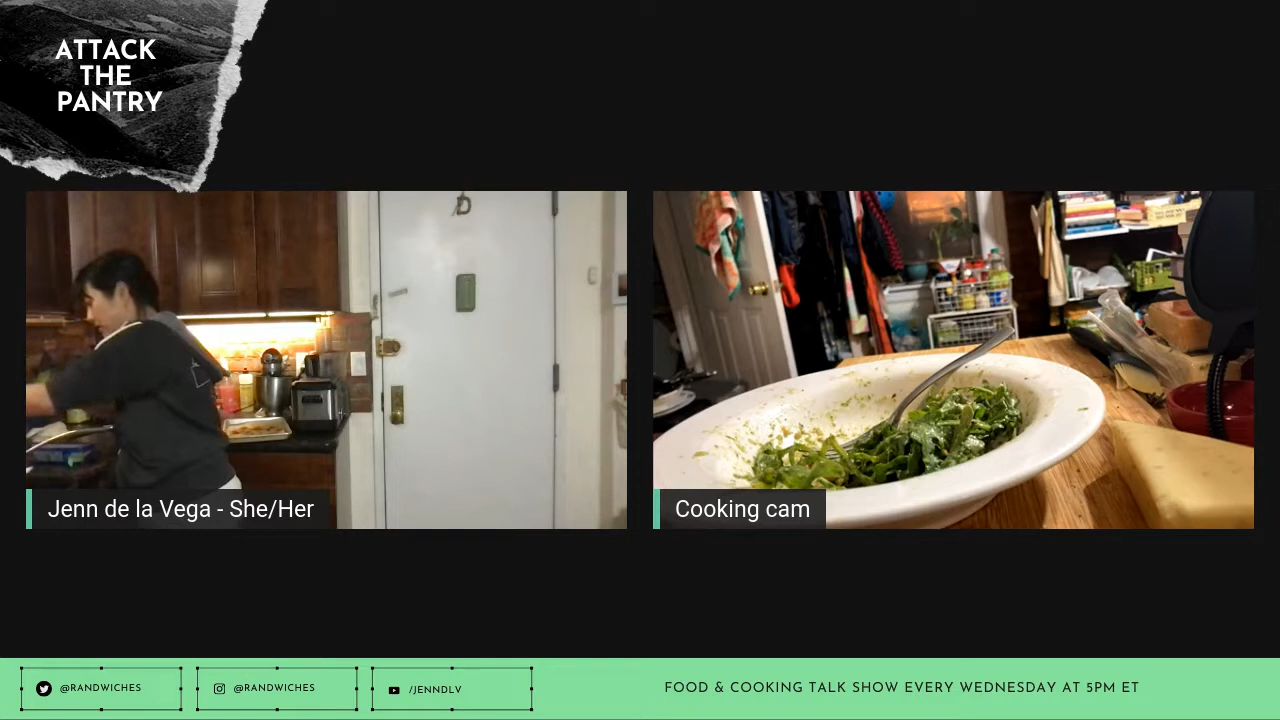 ATTACK
THE
PANTRY
D
Jenn de la Vega - She/Her
Cooking cam
@RANDWICHES
@RANDWICHES
/JENNDLV
FOOD & COOKING TALK SHOW EVERY WEDNESDAY AT 5PM ET